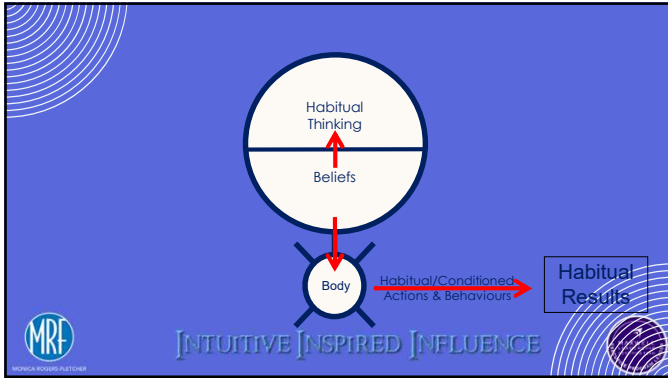 Habitual
Thinking
Beliefs
Body
Habitual/Conditioned
Actions & Behaviours
Habitual
Results
MRF
MONICA ROGERS-FLETCHER
INTUITIVE INSPIRED INFLUENCE